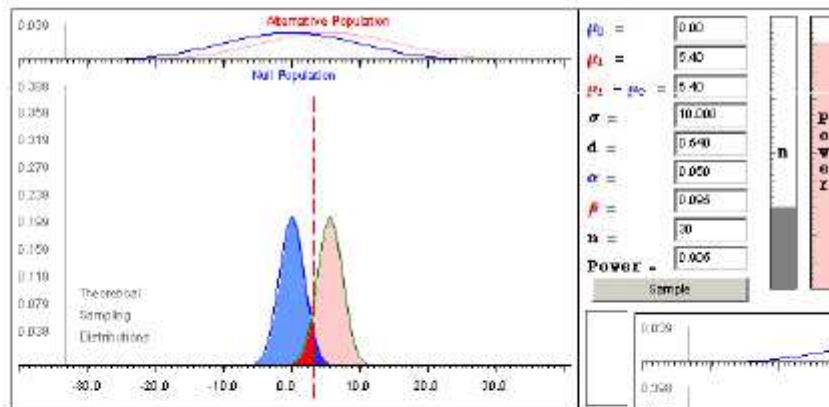 Alternative Population
0.039
Null Population
0.398
0.358
0.319
0.279
0.239
0.199
0.159
0.118
0.079
0.039
Theoretical
Sampling
Distributions
-20.0 -10.0 0.0 10.0 20.0 30.0
μ₀ = 0.00
μ₁ = 5.40
μ₁ - μ₀ = 5.40
σ = 10.000
d = 0.540
α = 0.050
β = 0.095
n = 30
Power = 0.905
Sample
n
Power
0.039
0.398